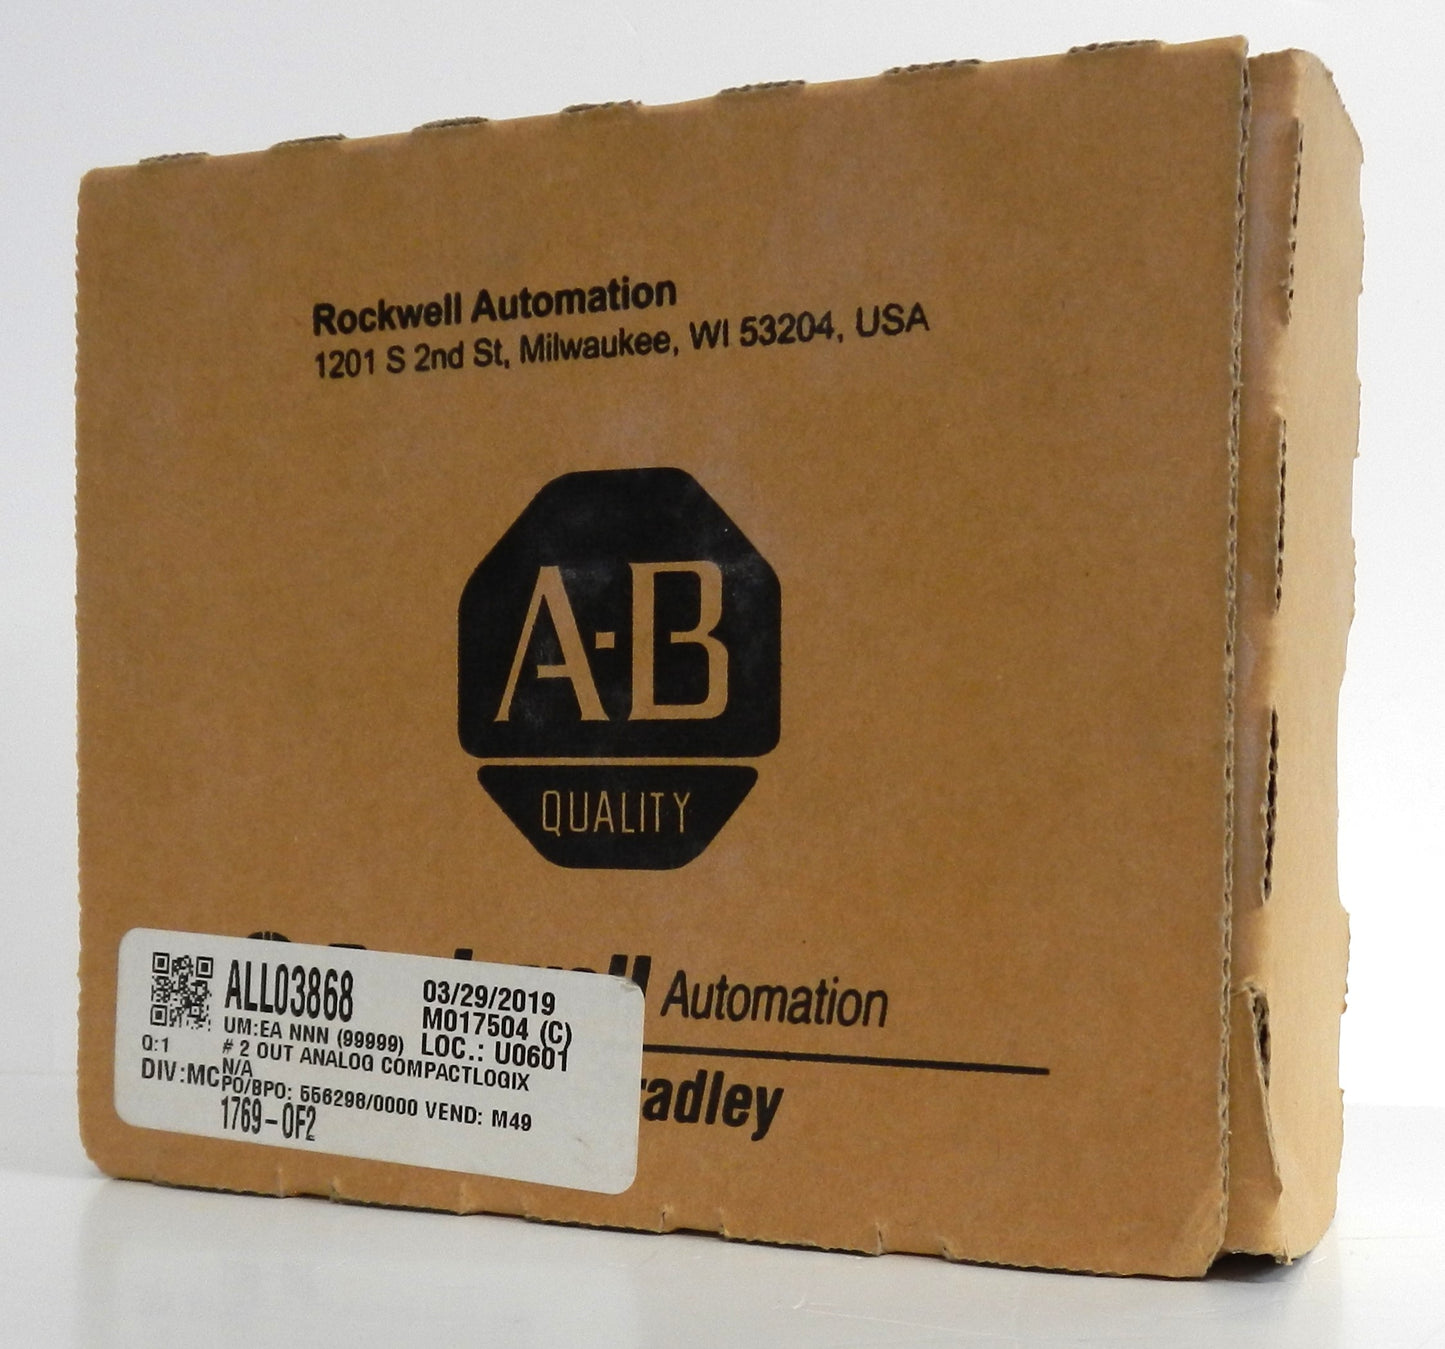 Rockwell Automation
1201 S 2nd St, Milwaukee, WI 53204, USA
A-B
QUALITY
Automation
ALL03868
03/29/2019
UM:EA NNN (99999)
M017504 (C)
Q:1
# 2 OUT ANALOG COMPACTLOGIX
LOC.: U0601
N/A
DIV:MC
PO/BPO: 556298/0000 VEND: M49
1769-OF2
radley